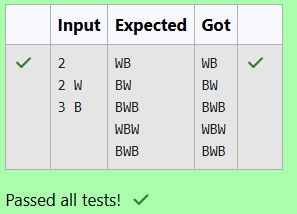 Input Expected Got
2 WB WB
2 W BW BW
3 B BWB BWB
WBW WBW
BWB BWB
Passed all tests!